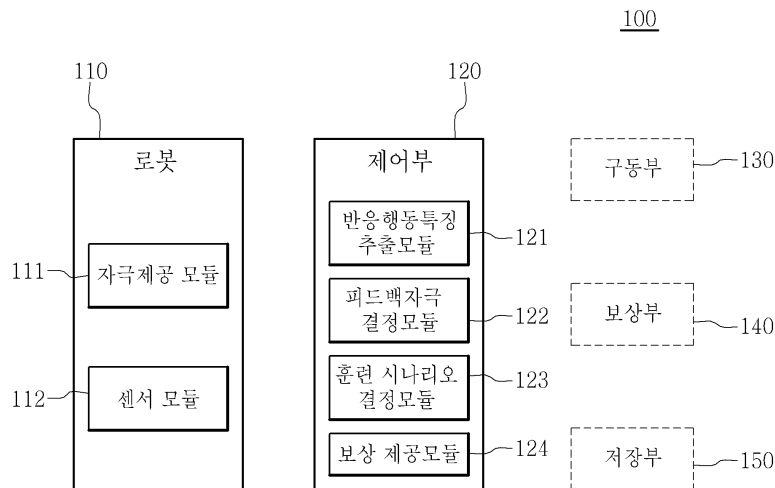 100
110
120
로봇
제어부
구동부
130
반응행동특징
추출모듈
121
111
자극제공 모듈
피드백자극
결정모듈
122
보상부
140
112
센서 모듈
훈련 시나리오
결정모듈
123
보상 제공모듈
124
저장부
150